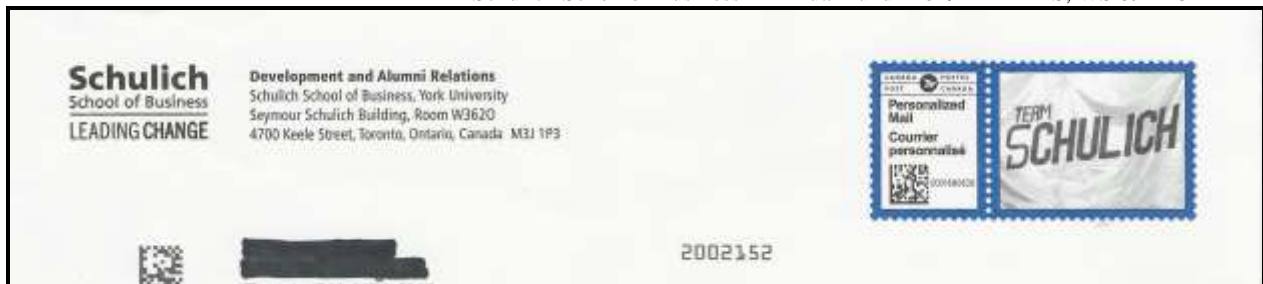 Schulich
School of Business
LEADING CHANGE
Development and Alumni Relations
Schulich School of Business, York University
Seymour Schulich Building, Room W362O
4700 Keele Street, Toronto, Ontario, Canada M3J 1P3
CANADA POSTES
POST CANADA
Personalized
Mail
Courrier
personnalisé
TEAM
SCHULICH
2002152